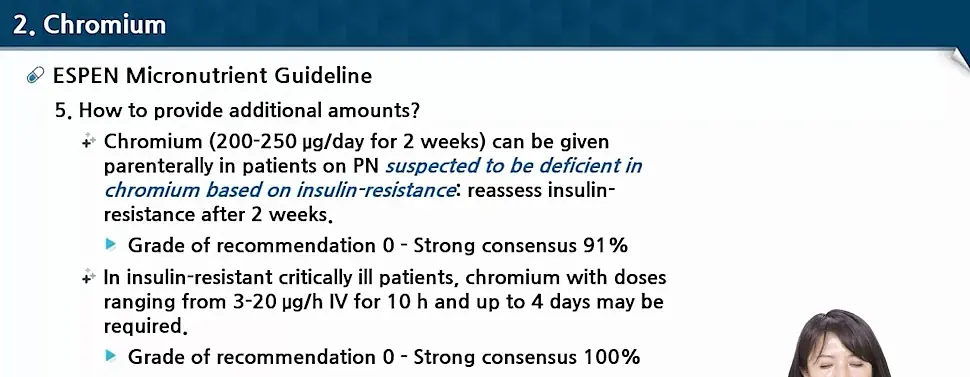 2. Chromium
ESPEN Micronutrient Guideline
5. How to provide additional amounts?
Chromium (200-250 µg/day for 2 weeks) can be given
parenterally in patients on PN suspected to be deficient in
chromium based on insulin-resistance: reassess insulin-
resistance after 2 weeks.
Grade of recommendation 0 - Strong consensus 91%
In insulin-resistant critically ill patients, chromium with doses
ranging from 3-20 µg/h IV for 10 h and up to 4 days may be
required.
Grade of recommendation 0 - Strong consensus 100%